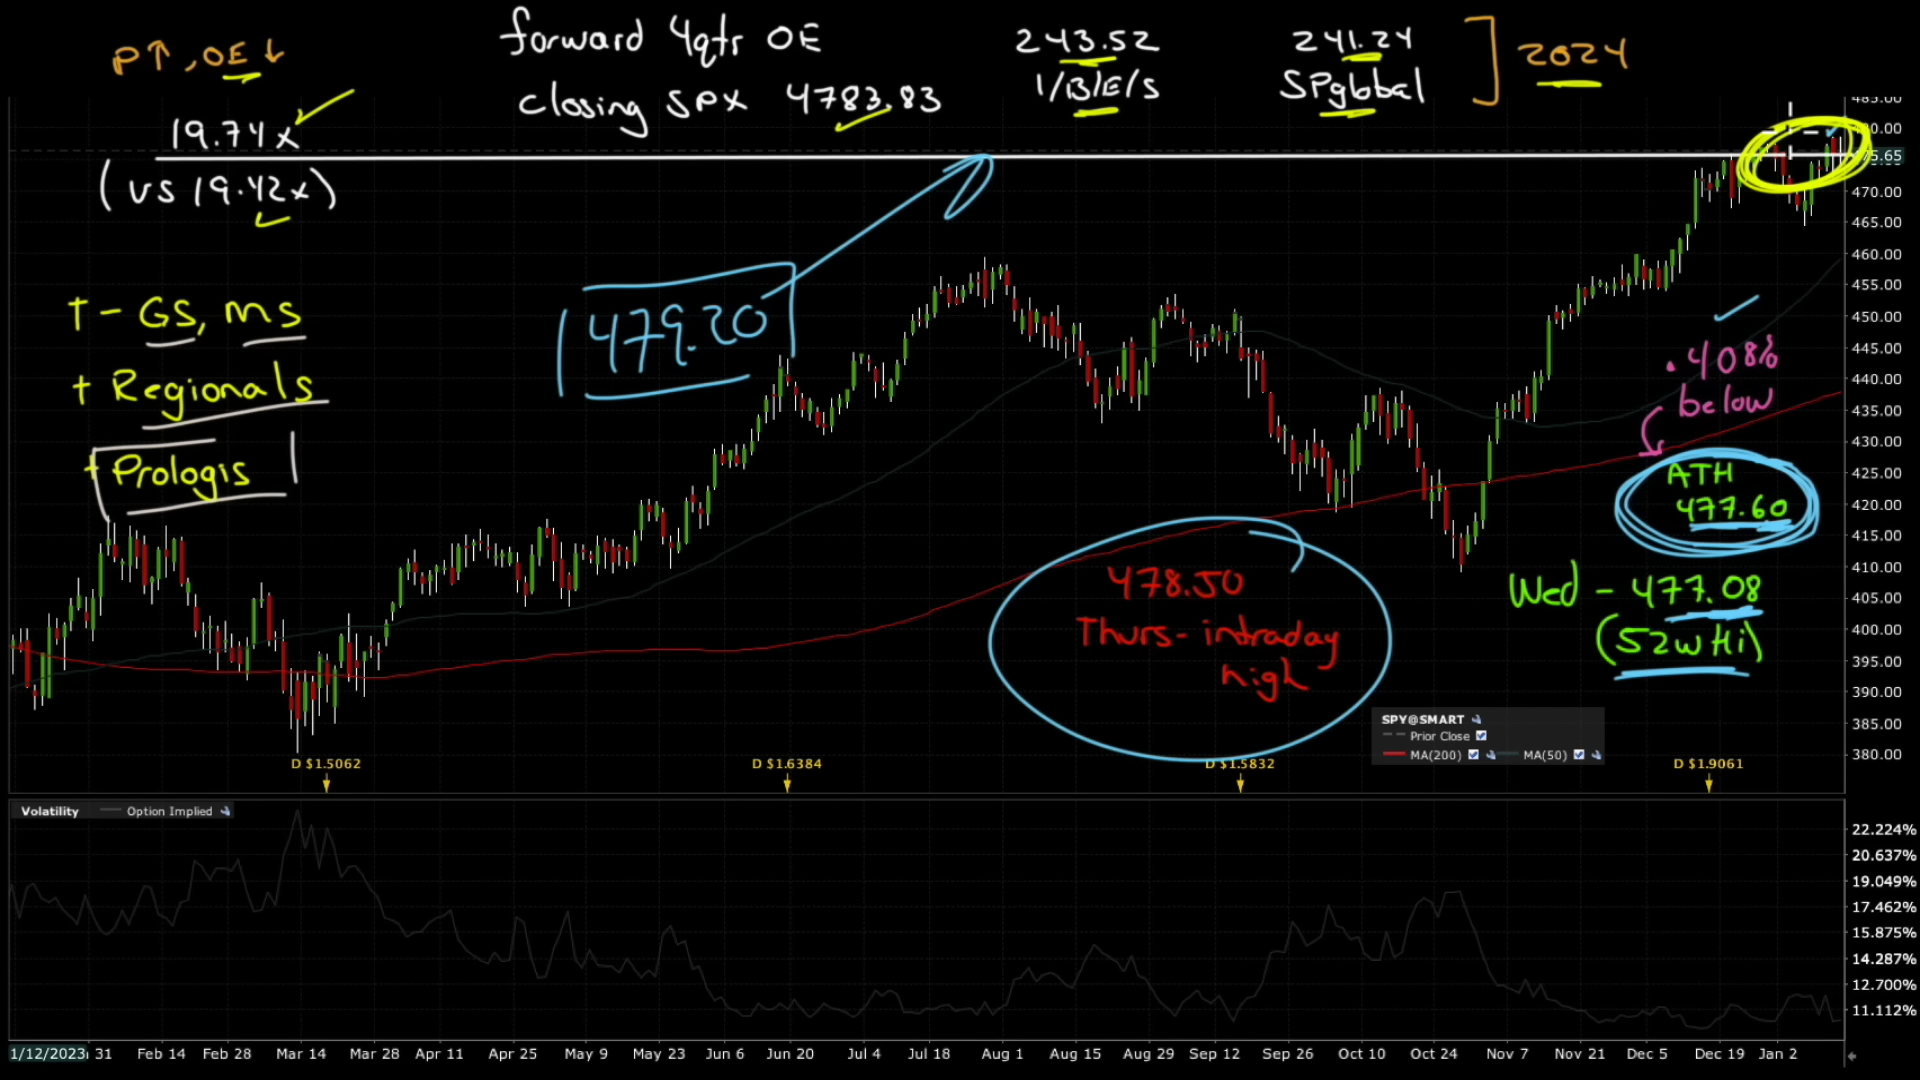 P↑, OE↓
forward 4qtr OE
243.52
241.24
2024
closing SPX 4783.83
1/B/E/S
SPglobal
19.74x
(vs 19.42x)
485.00
480.00
475.65
470.00
465.00
460.00
455.00
450.00
445.00
440.00
435.00
430.00
425.00
420.00
415.00
410.00
405.00
400.00
395.00
390.00
385.00
380.00
T - GS, MS
+ Regionals
+ Prologis
479.20
.408%
below
ATH
477.60
478.50
Thurs - intraday
high
Wed - 477.08
(52w Hi)
SPY@SMART
Prior Close
MA(200) MA(50)
D $1.5062
D $1.6384
D $1.5832
D $1.9061
Volatility Option Implied
22.224%
20.637%
19.049%
17.462%
15.875%
14.287%
12.700%
11.112%
1/12/2023 31 Feb 14 Feb 28 Mar 14 Mar 28 Apr 11 Apr 25 May 9 May 23 Jun 6 Jun 20 Jul 4 Jul 18 Aug 1 Aug 15 Aug 29 Sep 12 Sep 26 Oct 10 Oct 24 Nov 7 Nov 21 Dec 5 Dec 19 Jan 2